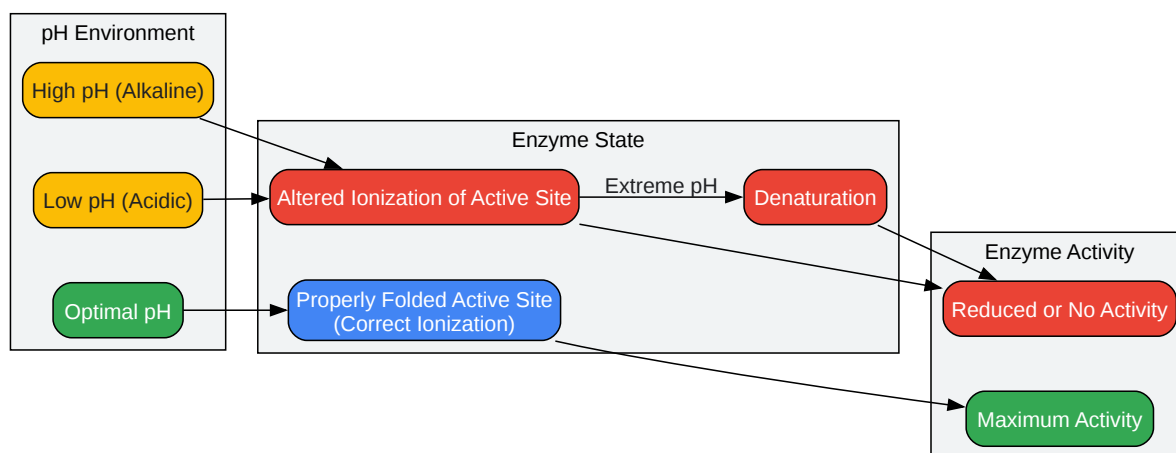 pH Environment
High pH (Alkaline)
Low pH (Acidic)
Optimal pH
Enzyme State
Altered Ionization of Active Site
Extreme pH
Denaturation
Properly Folded Active Site
(Correct Ionization)
Enzyme Activity
Reduced or No Activity
Maximum Activity